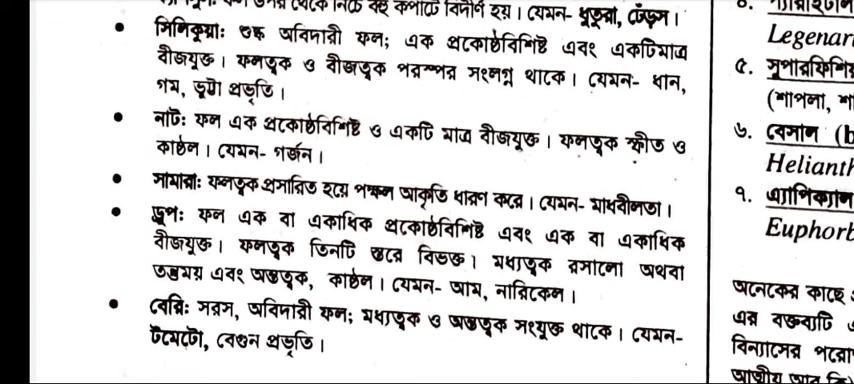 থেকে নিচে বহু কপাটে বিদীর্ণ হয়। যেমন- ধুতুরা, ঢেঁড়স।
• সিলিকুয়া: শুষ্ক অবিদারী ফল; এক প্রকোষ্ঠবিশিষ্ট এবং একটিমাত্র
বীজযুক্ত। ফলত্বক ও বীজত্বক পরস্পর সংলগ্ন থাকে। যেমন- ধান,
গম, ভুট্টা প্রভৃতি।
• নাট: ফল এক প্রকোষ্ঠবিশিষ্ট ও একটি মাত্র বীজযুক্ত। ফলত্বক স্ফীত ও
কাষ্ঠল। যেমন- গর্জন।
• সামারা: ফলত্বক প্রসারিত হয়ে পক্ষল আকৃতি ধারণ করে। যেমন- মাধবীলতা।
• ড্রুপ: ফল এক বা একাধিক প্রকোষ্ঠবিশিষ্ট এবং এক বা একাধিক
বীজযুক্ত। ফলত্বক তিনটি স্তরে বিভক্ত। মধ্যত্বক রসালো অথবা
তন্তুময় এবং অন্তত্বক, কাষ্ঠল। যেমন- আম, নারিকেল।
• বেরি: সরস, অবিদারী ফল; মধ্যত্বক ও অন্তত্বক সংযুক্ত থাকে। যেমন-
টমেটো, বেগুন প্রভৃতি।
Legenari
৫. সুপারফিশিয়
(শাপলা, শা
৬. বেসাল (b
Helianth
৭. এ্যাপিক্যাল
Euphorb
অনেকের কাছে
এর বক্তব্যটি
বিন্যাসের পরো